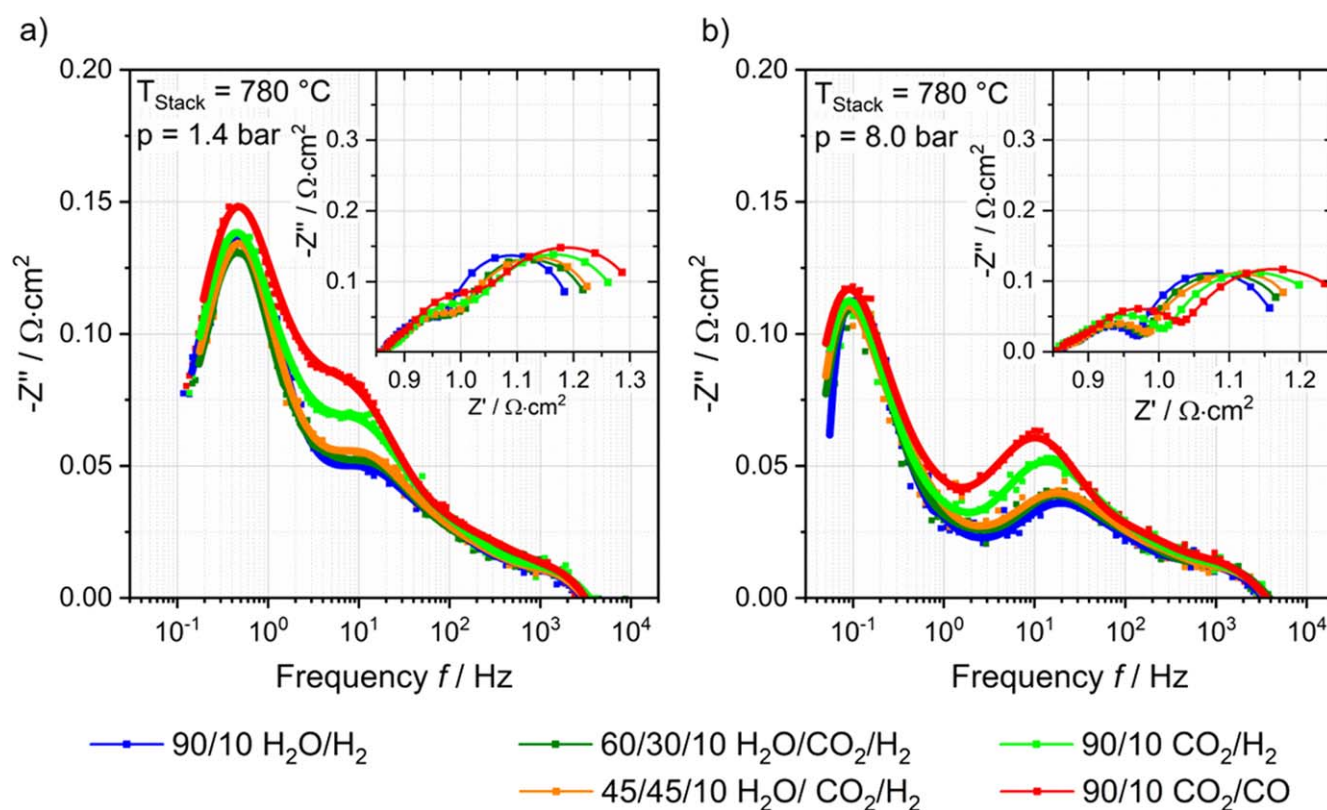 a)
0.20
0.15
0.10
0.05
0.00
-Z″ / Ω·cm²
T_Stack = 780 °C
p = 1.4 bar
0.3
0.2
0.1
-Z″ / Ω·cm²
0.9 1.0 1.1 1.2 1.3
Z′ / Ω·cm²
10⁻¹ 10⁰ 10¹ 10² 10³ 10⁴
Frequency f / Hz
b)
0.20
0.15
0.10
0.05
0.00
-Z″ / Ω·cm²
T_Stack = 780 °C
p = 8.0 bar
0.3
0.2
0.1
0.0
-Z″ / Ω·cm²
0.9 1.0 1.1 1.2
Z′ / Ω·cm²
10⁻¹ 10⁰ 10¹ 10² 10³ 10⁴
Frequency f / Hz
90/10 H₂O/H₂
60/30/10 H₂O/CO₂/H₂
90/10 CO₂/H₂
45/45/10 H₂O/ CO₂/H₂
90/10 CO₂/CO